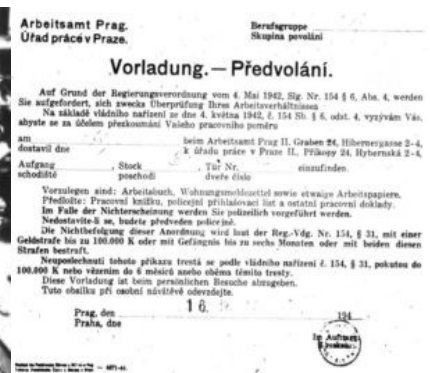 Arbeitsamt Prag.
Úřad práce v Praze.
Berufsgruppe
Skupina povolání
Vorladung.—Předvolání.
Auf Grund der Regierungsverordnung vom 4. Mai 1942, Slg. Nr. 154 § 6, Abs. 4, werden
Sie aufgefordert, sich zwecks Überprüfung Ihres Arbeitsverhältnisses
Na základě vládního nařízení ze dne 4. května 1942, č. 154 Sb. § 6, odst. 4, vyzývám Vás,
abyste se za účelem přezkoumání Vašeho pracovního poměru
am beim Arbeitsamt Prag II, Graben 24, Hibernergasse 2-4,
dostavil dne k úřadu práce v Praze II., Příkopy 24, Hybernská 2-4,
Aufgang , Stock , Tür Nr. einzufinden.
schodiště poschodí dveře číslo
Vorzulegen sind: Arbeitsbuch, Wohnungsmeldezettel sowie etwaige Arbeitspapiere.
Předložte: Pracovní knížku, policejní přihlašovací list a ostatní pracovní doklady.
Im Falle der Nichterscheinung werden Sie polizeilich vorgeführt werden.
Nedostavíte-li se, budete předveden policejně.
Die Nichtbefolgung dieser Anordnung wird laut der Reg.-Vdg. Nr. 154, § 31, mit einer
Geldstrafe bis zu 100.000 K oder mit Gefängnis bis zu sechs Monaten oder mit beiden diesen
Strafen bestraft.
Neuposlechnutí tohoto příkazu trestá se podle vládního nařízení č. 154, § 31, pokutou do
100.000 K nebo vězením do 6 měsíců anebo oběma těmito tresty.
Diese Vorladung ist beim persönlichen Besuche abzugeben.
Tuto obsílku při osobní návštěvě odevzdejte.
Prag, den 16. 194
Praha, dne
Im Auftrage